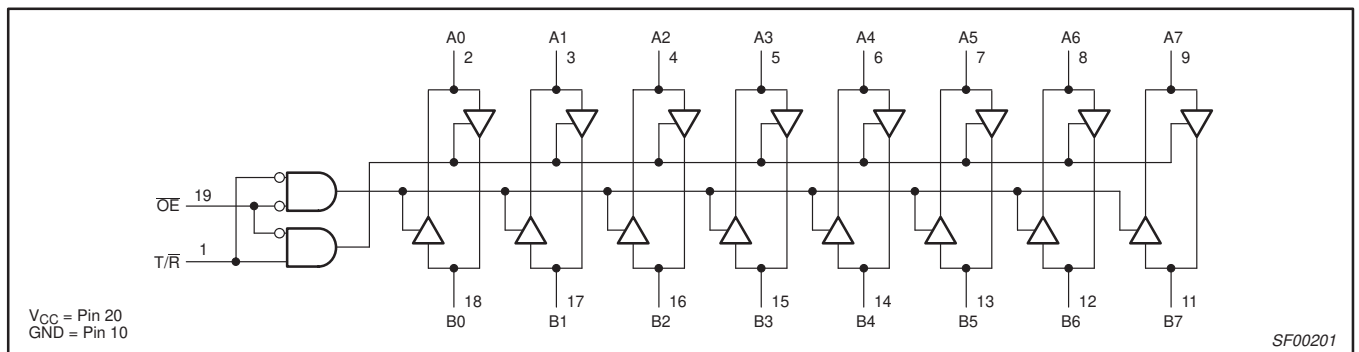 A0 A1 A2 A3 A4 A5 A6 A7
2 3 4 5 6 7 8 9
O̅E̅ 19
T/R̅ 1
18 17 16 15 14 13 12 11
B0 B1 B2 B3 B4 B5 B6 B7
VCC = Pin 20
GND = Pin 10
SF00201